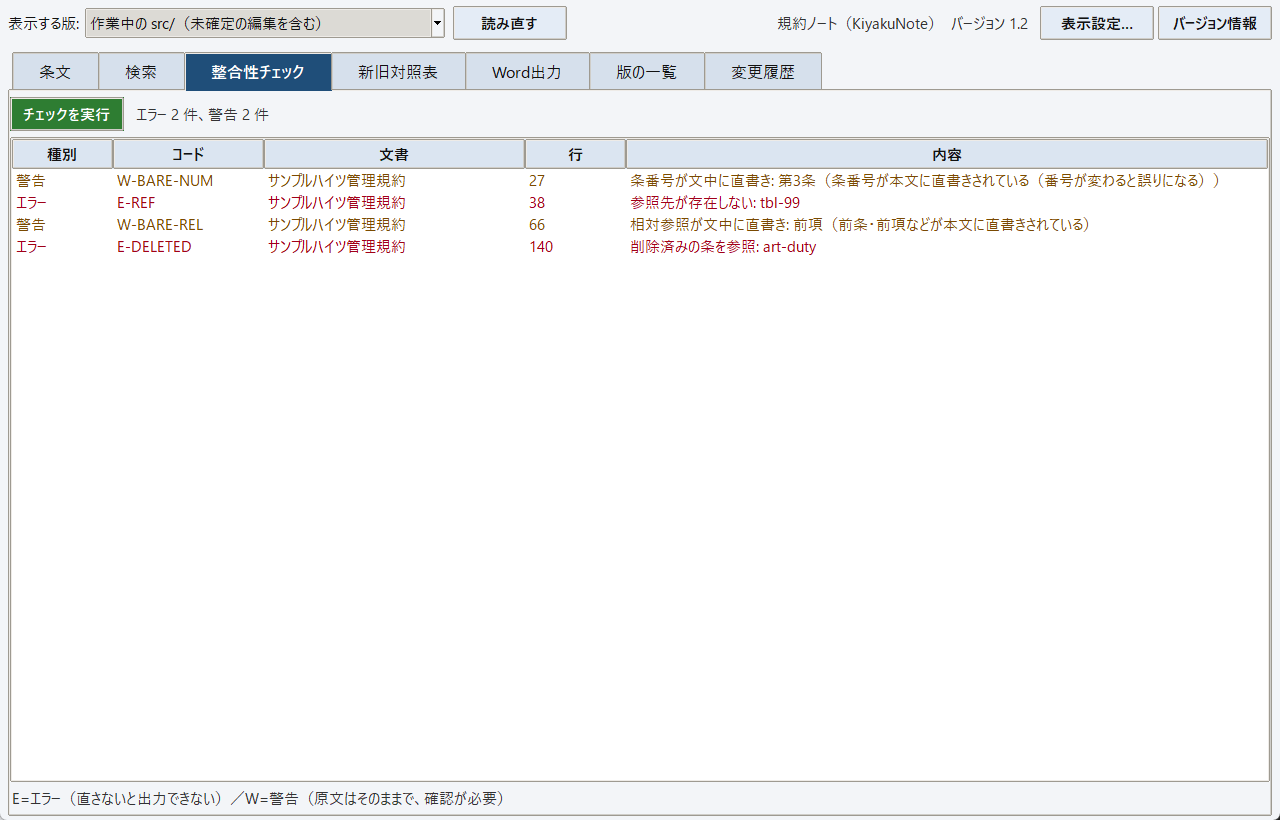 表示する版: 作業中の src/（未確定の編集を含む） 読み直す 規約ノート（KiyakuNote） バージョン 1.2 表示設定... バージョン情報
条文 検索 整合性チェック 新旧対照表 Word出力 版の一覧 変更履歴
チェックを実行 エラー 2 件、警告 2 件
種別 コード 文書 行 内容
警告 W-BARE-NUM サンプルハイツ管理規約 27 条番号が文中に直書き: 第3条（条番号が本文に直書きされている（番号が変わると誤りになる））
エラー E-REF サンプルハイツ管理規約 38 参照先が存在しない: tbl-99
警告 W-BARE-REL サンプルハイツ管理規約 66 相対参照が文中に直書き: 前項（前条・前項などが本文に直書きされている）
エラー E-DELETED サンプルハイツ管理規約 140 削除済みの条を参照: art-duty
E=エラー（直さないと出力できない）／W=警告（原文はそのままで、確認が必要）